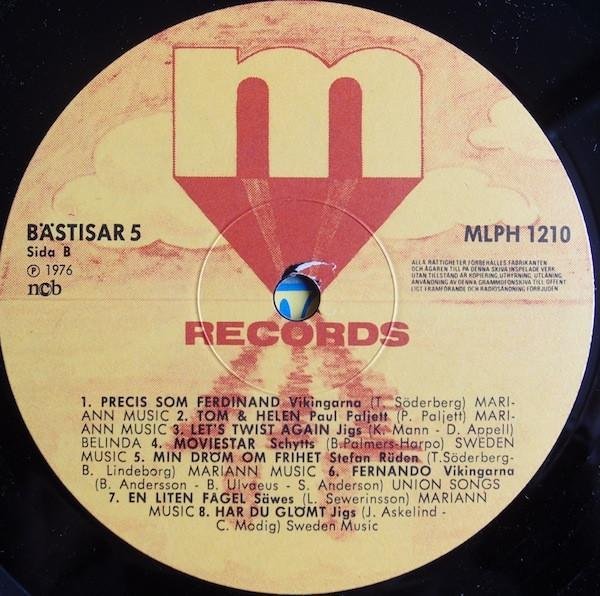 m
BÄSTISAR 5
Sida B
Ⓟ 1976
ncb
MLPH 1210
ALLA RÄTTIGHETER FÖRBEHÅLLES FABRIKANTEN
OCH ÄGAREN TILL PÅ DENNA SKIVA INSPELADE VERK.
UTAN TILLSTÅND ÄR KOPIERING, UTHYRNING, UTLÅNING,
ANVÄNDNING AV DENNA GRAMMOFONSKIVA TILL OFFENT
LIGT FRAMFÖRANDE OCH RADIOSÄNDNING FÖRBJUDEN
RECORDS
1. PRECIS SOM FERDINAND Vikingarna (T. Söderberg) MARI-
ANN MUSIC 2. TOM & HELEN Paul Faljett (P. Paljett) MARI-
ANN MUSIC 3. LET'S TWIST AGAIN Jigs (K. Mann - D. Appell)
BELINDA 4. MOVIESTAR Schytts (B.Palmers-Harpo) SWEDEN
MUSIC 5. MIN DRÖM OM FRIHET Stefan Rüden (T.Söderberg-
B. Lindeborg) MARIANN MUSIC 6. FERNANDO Vikingarna
(B. Andersson - B. Ulvaeus - S. Anderson) UNION SONGS
7. EN LITEN FÅGEL Säwes (L. Sewerinsson) MARIANN
MUSIC 8. HAR DU GLÖMT Jigs (J. Askelind -
C. Modig) Sweden Music